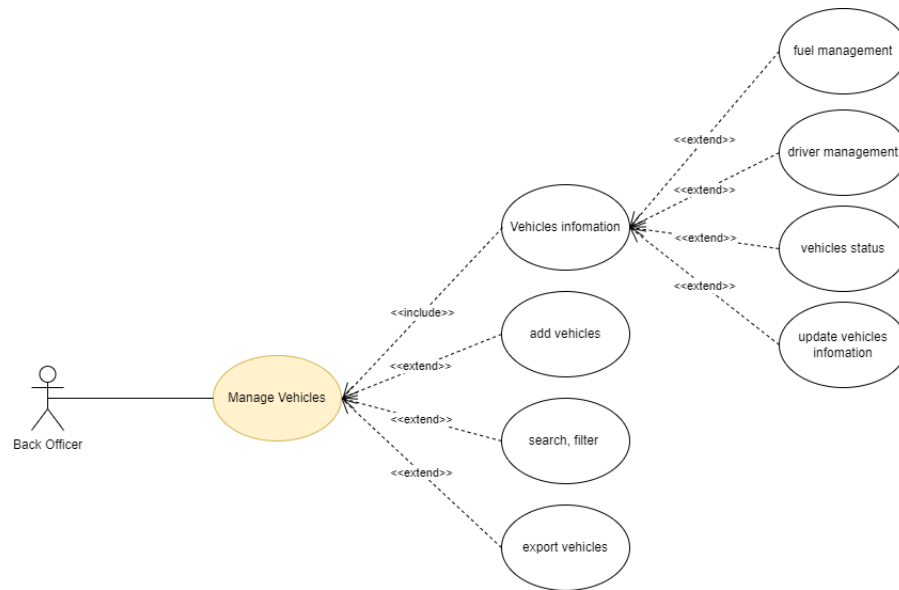 fuel management
<<extend>>
driver management
<<extend>>
Vehicles infomation
<<extend>>
vehicles status
<<extend>>
update vehicles
infomation
<<include>>
add vehicles
<<extend>>
Manage Vehicles
Back Officer
<<extend>>
search, filter
<<extend>>
export vehicles